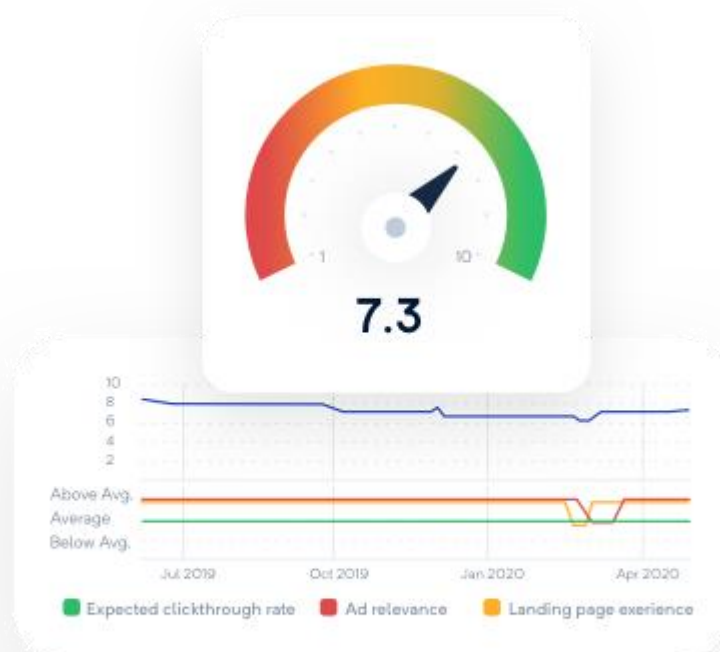 1
10
7.3
10
8
6
4
2
Above Avg.
Average
Below Avg.
Jul 2019 Oct 2019 Jan 2020 Apr 2020
Expected clickthrough rate Ad relevance Landing page exerience